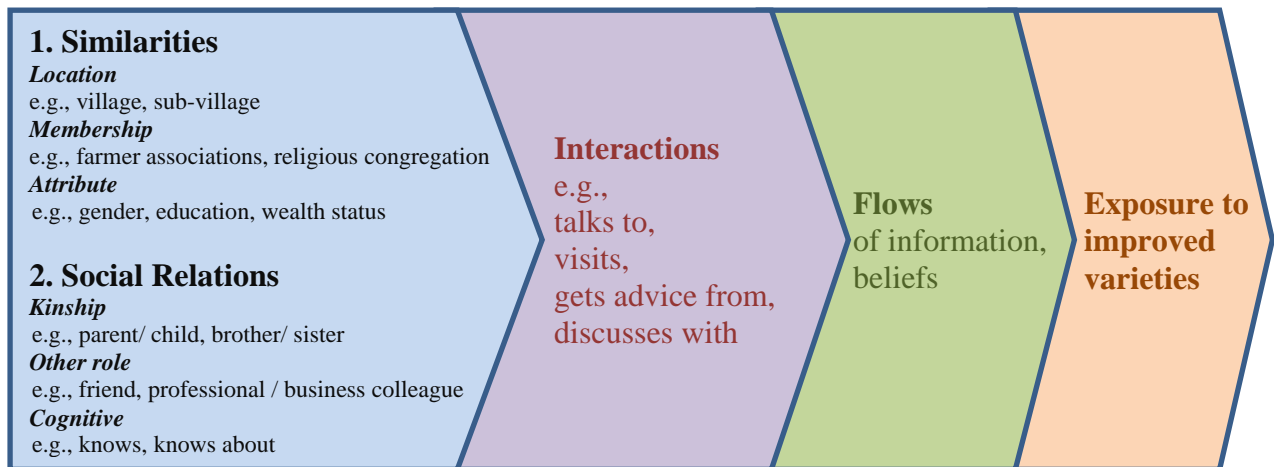 1. Similarities
Location
e.g., village, sub-village
Membership
e.g., farmer associations, religious congregation
Attribute
e.g., gender, education, wealth status
2. Social Relations
Kinship
e.g., parent/ child, brother/ sister
Other role
e.g., friend, professional / business colleague
Cognitive
e.g., knows, knows about
Interactions
e.g.,
talks to,
visits,
gets advice from,
discusses with
Flows
of information,
beliefs
Exposure to
improved
varieties